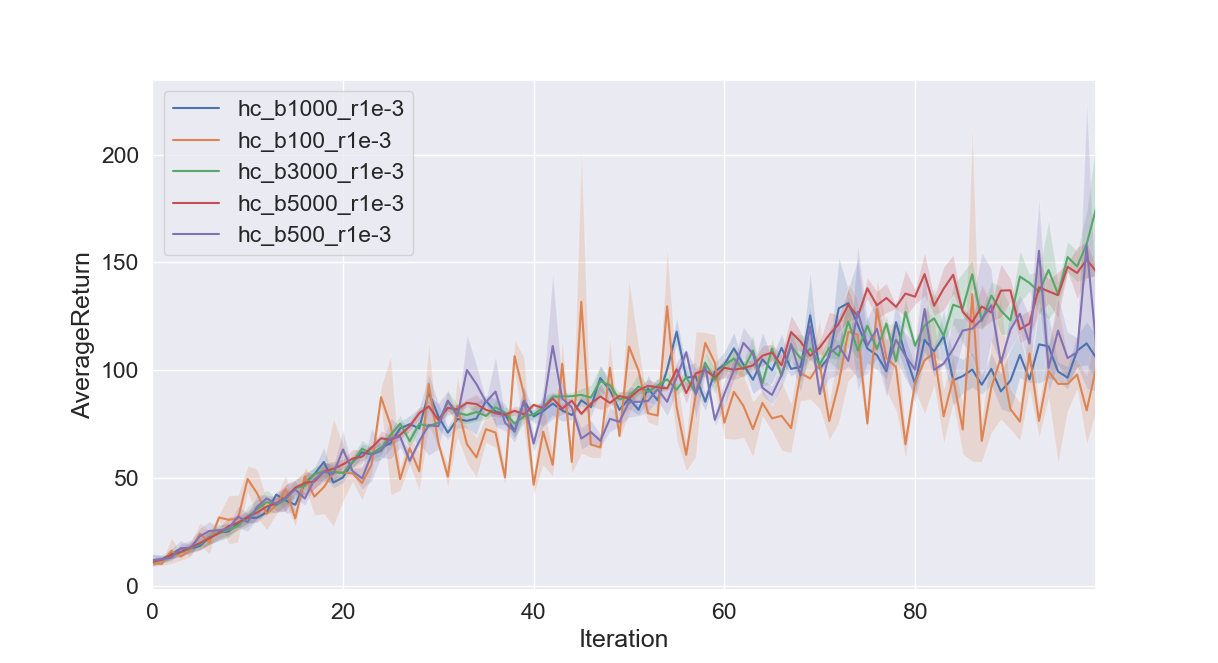 hc_b1000_r1e-3
hc_b100_r1e-3
hc_b3000_r1e-3
hc_b5000_r1e-3
hc_b500_r1e-3
200
150
100
50
0
AverageReturn
0 20 40 60 80
Iteration